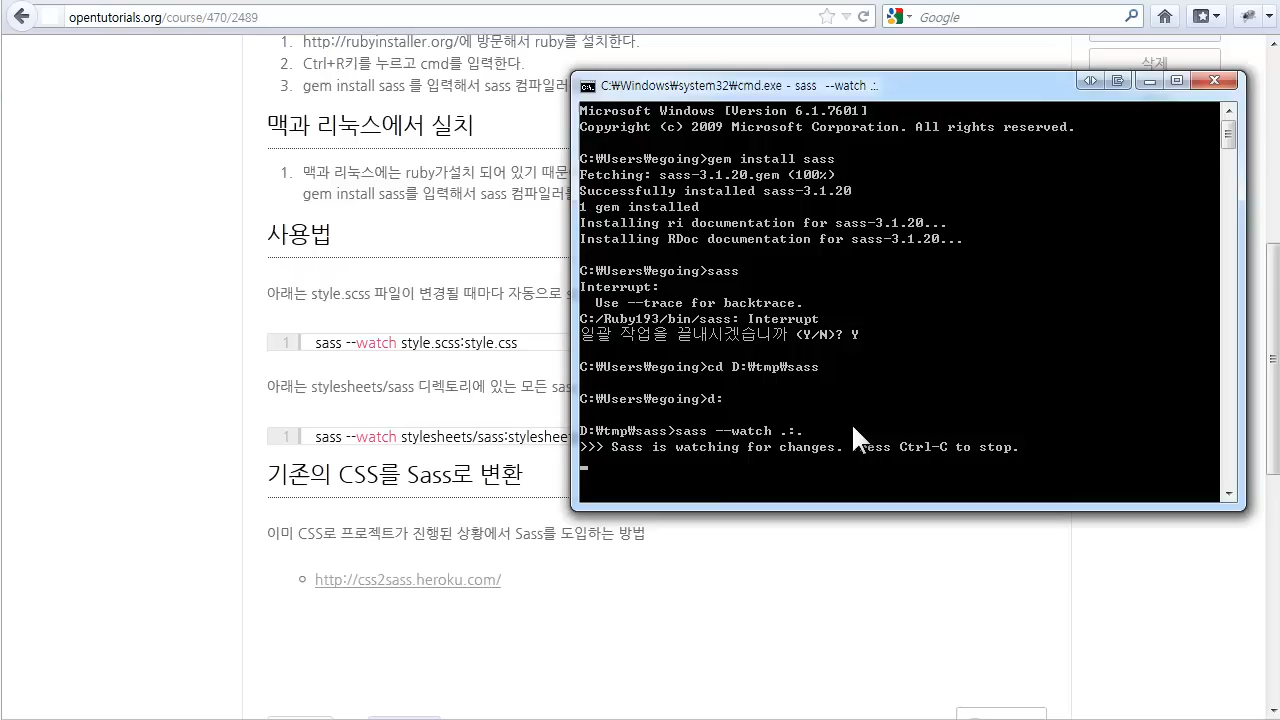 opentutorials.org/course/470/2489
Google
1. http://rubyinstaller.org/에 방문해서 ruby를 설치한다.
2. Ctrl+R키를 누르고 cmd를 입력한다.
3. gem install sass 를 입력해서 sass 컴파일러
삭제
맥과 리눅스에서 설치
1. 맥과 리눅스에는 ruby가설치 되어 있기 때문
gem install sass를 입력해서 sass 컴파일러를
사용법
아래는 style.scss 파일이 변경될 때마다 자동으로
1 sass --watch style.scss:style.css
아래는 stylesheets/sass 디렉토리에 있는 모든 sas
1 sass --watch stylesheets/sass:styleshee
기존의 CSS를 Sass로 변환
이미 CSS로 프로젝트가 진행된 상황에서 Sass를 도입하는 방법
http://css2sass.heroku.com/
C:₩Windows₩system32₩cmd.exe - sass --watch .:.
Microsoft Windows [Version 6.1.7601]
Copyright (c) 2009 Microsoft Corporation. All rights reserved.
C:₩Users₩egoing>gem install sass
Fetching: sass-3.1.20.gem (100%)
Successfully installed sass-3.1.20
1 gem installed
Installing ri documentation for sass-3.1.20...
Installing RDoc documentation for sass-3.1.20...
C:₩Users₩egoing>sass
Interrupt:
Use --trace for backtrace.
C:/Ruby193/bin/sass: Interrupt
일괄 작업을 끝내시겠습니까 (Y/N)? Y
C:₩Users₩egoing>cd D:₩tmp₩sass
C:₩Users₩egoing>d:
D:₩tmp₩sass>sass --watch .:.
>>> Sass is watching for changes. Press Ctrl-C to stop.